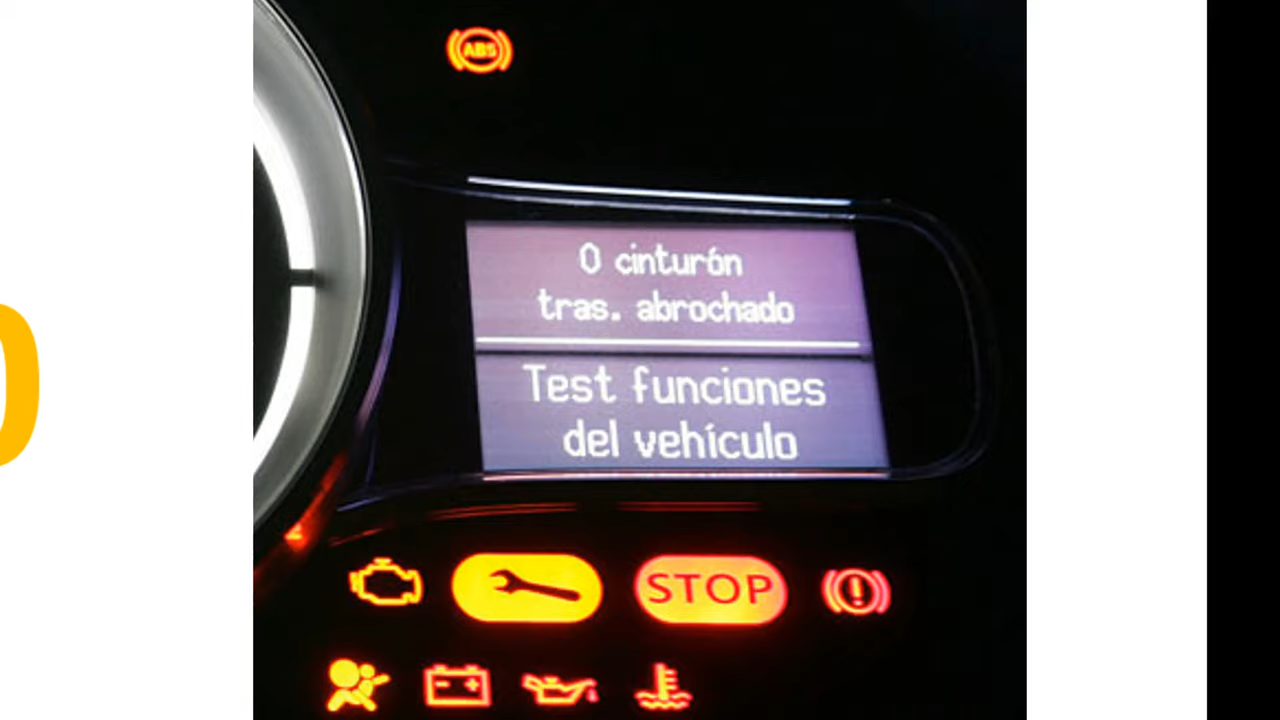 ABS
0 cinturón
tras. abrochado
Test funciones
del vehículo
STOP